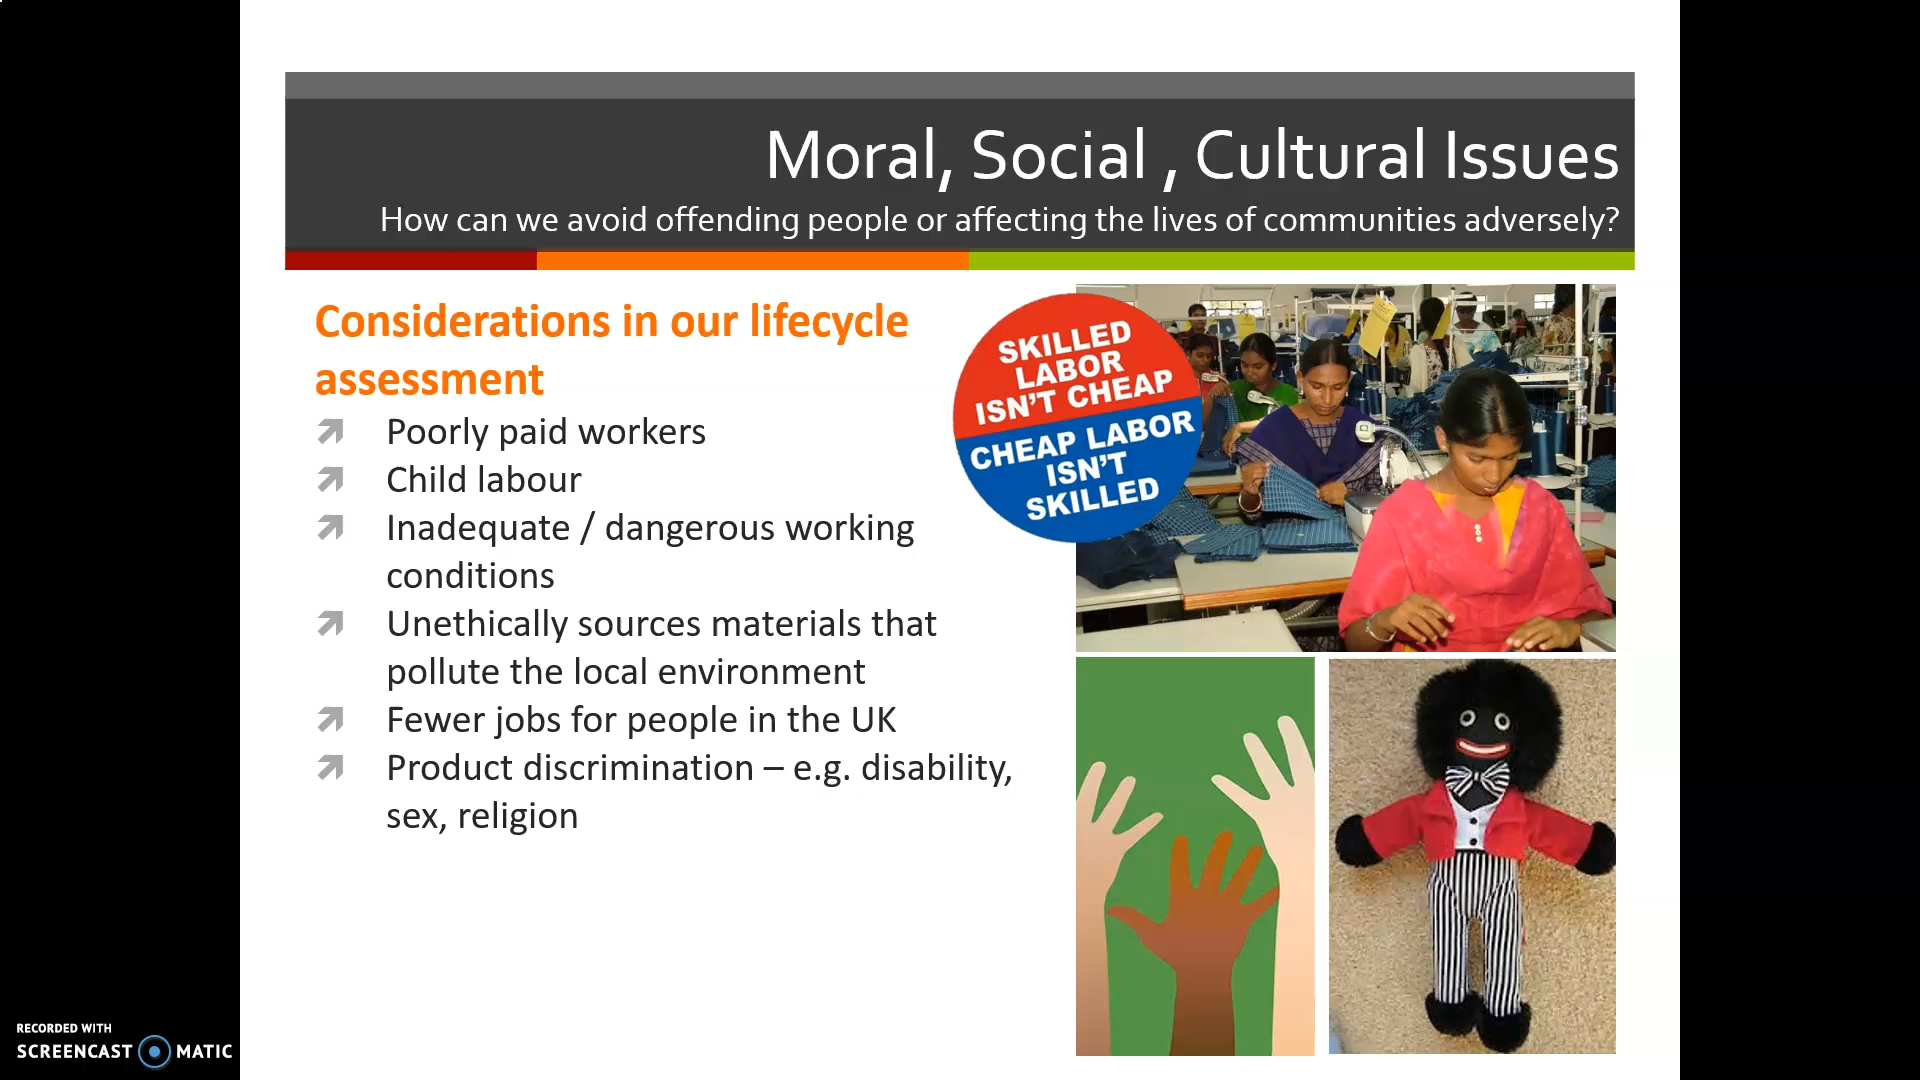 Moral, Social , Cultural Issues
How can we avoid offending people or affecting the lives of communities adversely?
Considerations in our lifecycle
assessment
Poorly paid workers
Child labour
Inadequate / dangerous working
conditions
Unethically sources materials that
pollute the local environment
Fewer jobs for people in the UK
Product discrimination – e.g. disability,
sex, religion
SKILLED
LABOR
ISN'T CHEAP
CHEAP LABOR
ISN'T
SKILLED
RECORDED WITH
SCREENCAST MATIC